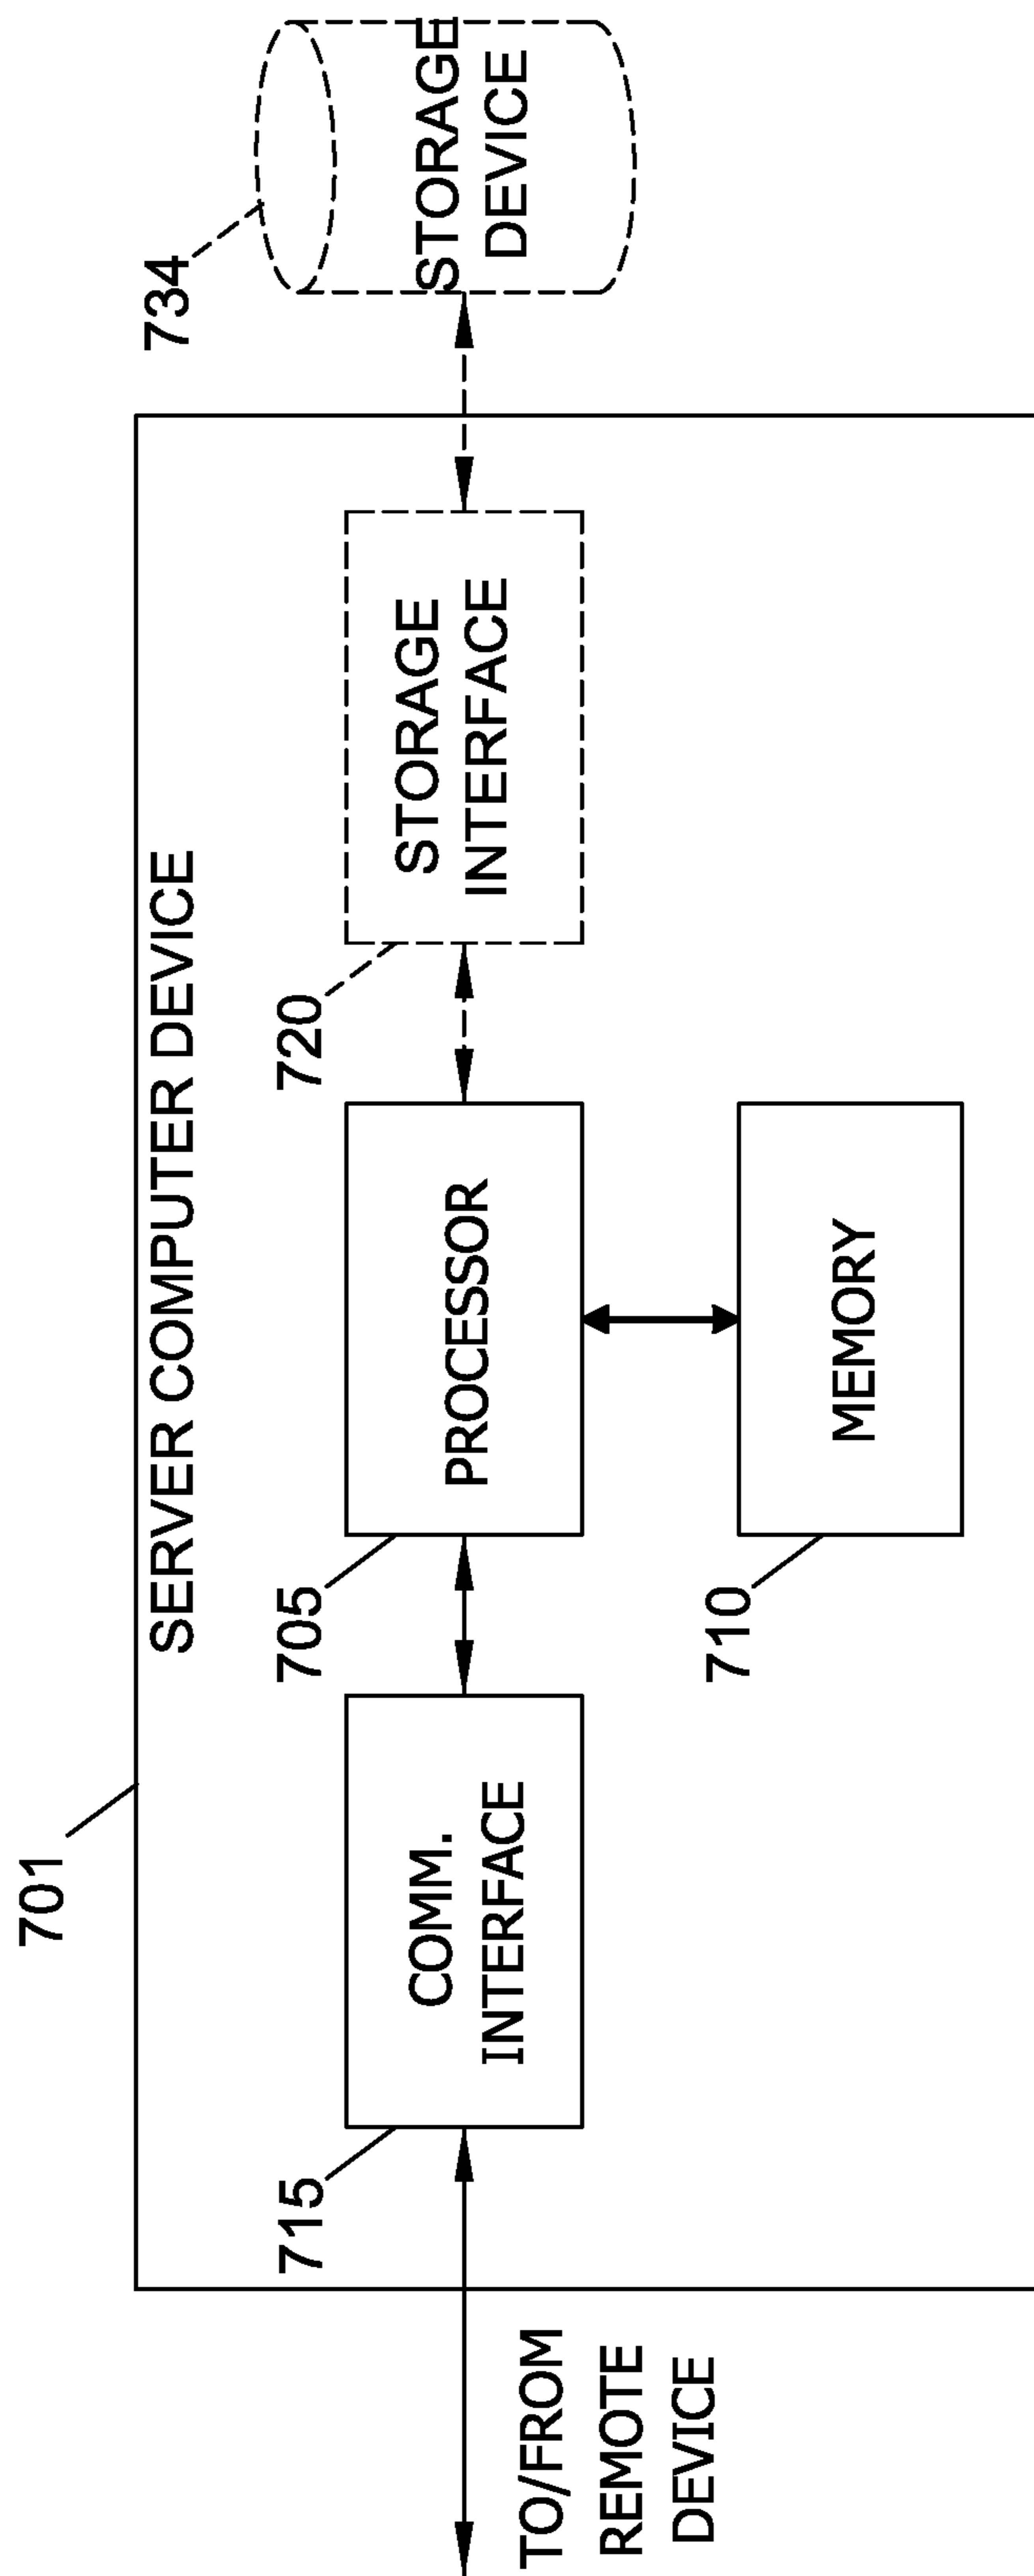 701
SERVER COMPUTER DEVICE
734
715
705
720
COMM.
INTERFACE
PROCESSOR
STORAGE
INTERFACE
STORAGE
DEVICE
TO/FROM
REMOTE
DEVICE
710
MEMORY